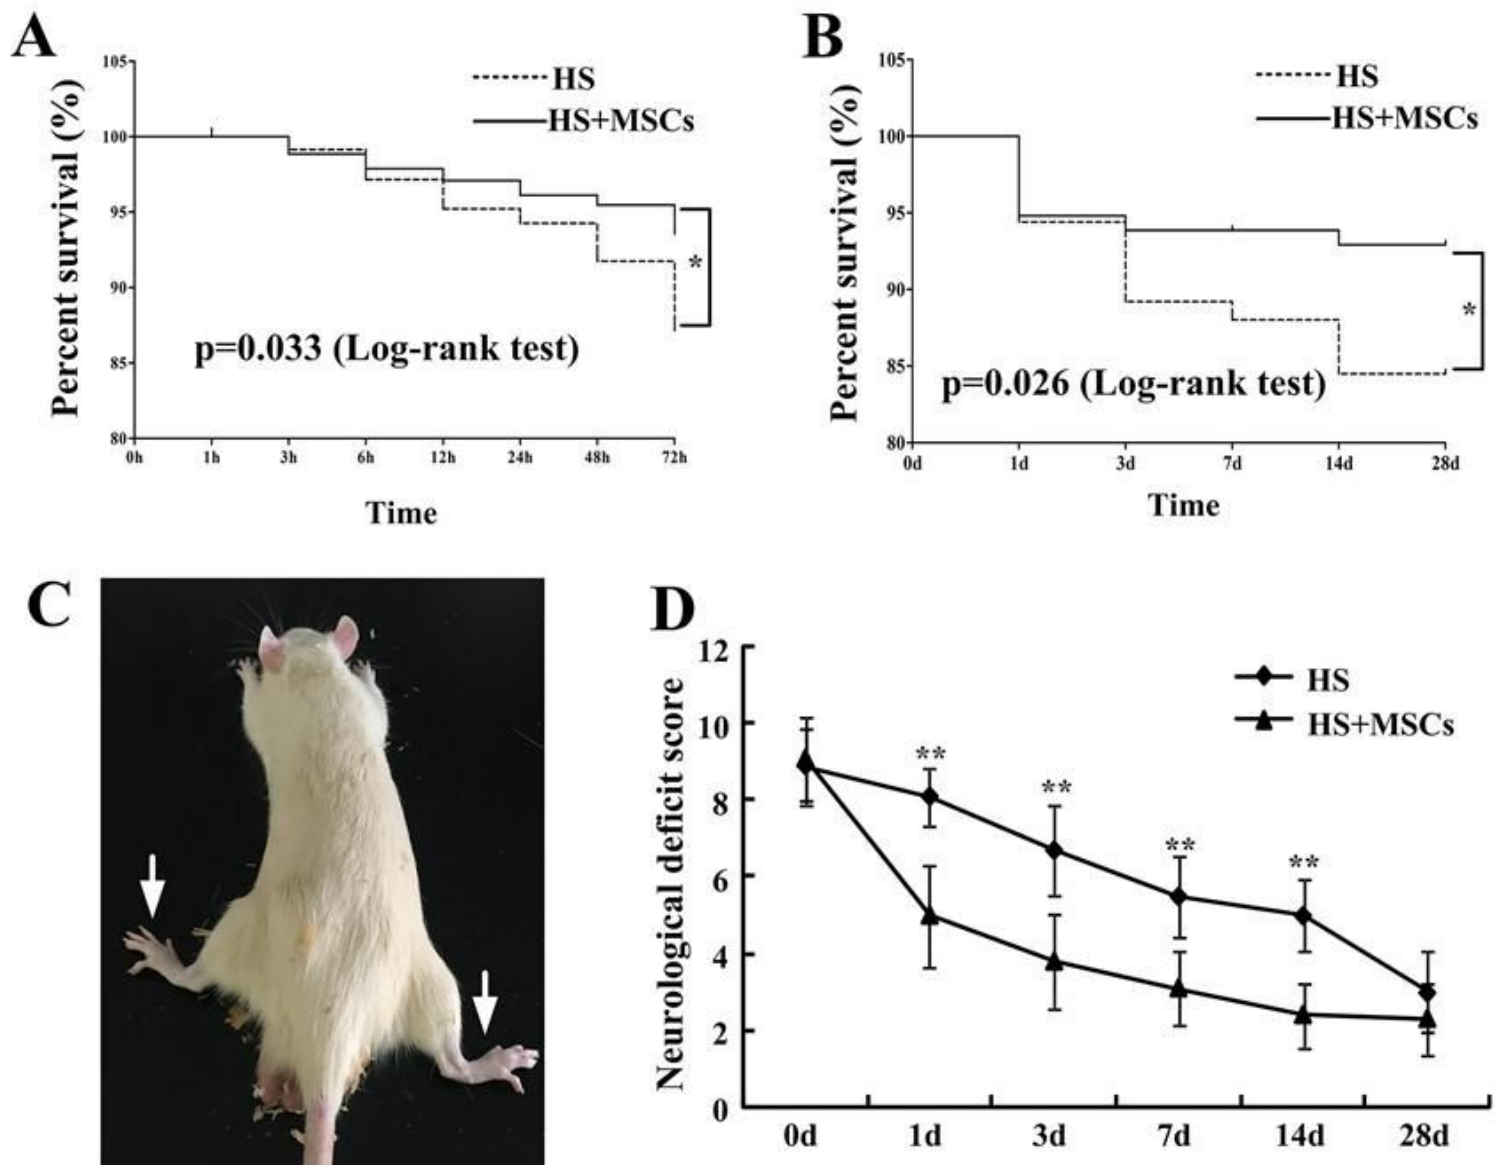 A
Percent survival (%)
105
100
95
90
85
80
HS
HS+MSCs
*
p=0.033 (Log-rank test)
0h 1h 3h 6h 12h 24h 48h 72h
Time
B
Percent survival (%)
105
100
95
90
85
80
HS
HS+MSCs
*
p=0.026 (Log-rank test)
0d 1d 3d 7d 14d 28d
Time
C
D
Neurological deficit score
12
10
8
6
4
2
0
HS
HS+MSCs
**
**
**
**
0d 1d 3d 7d 14d 28d